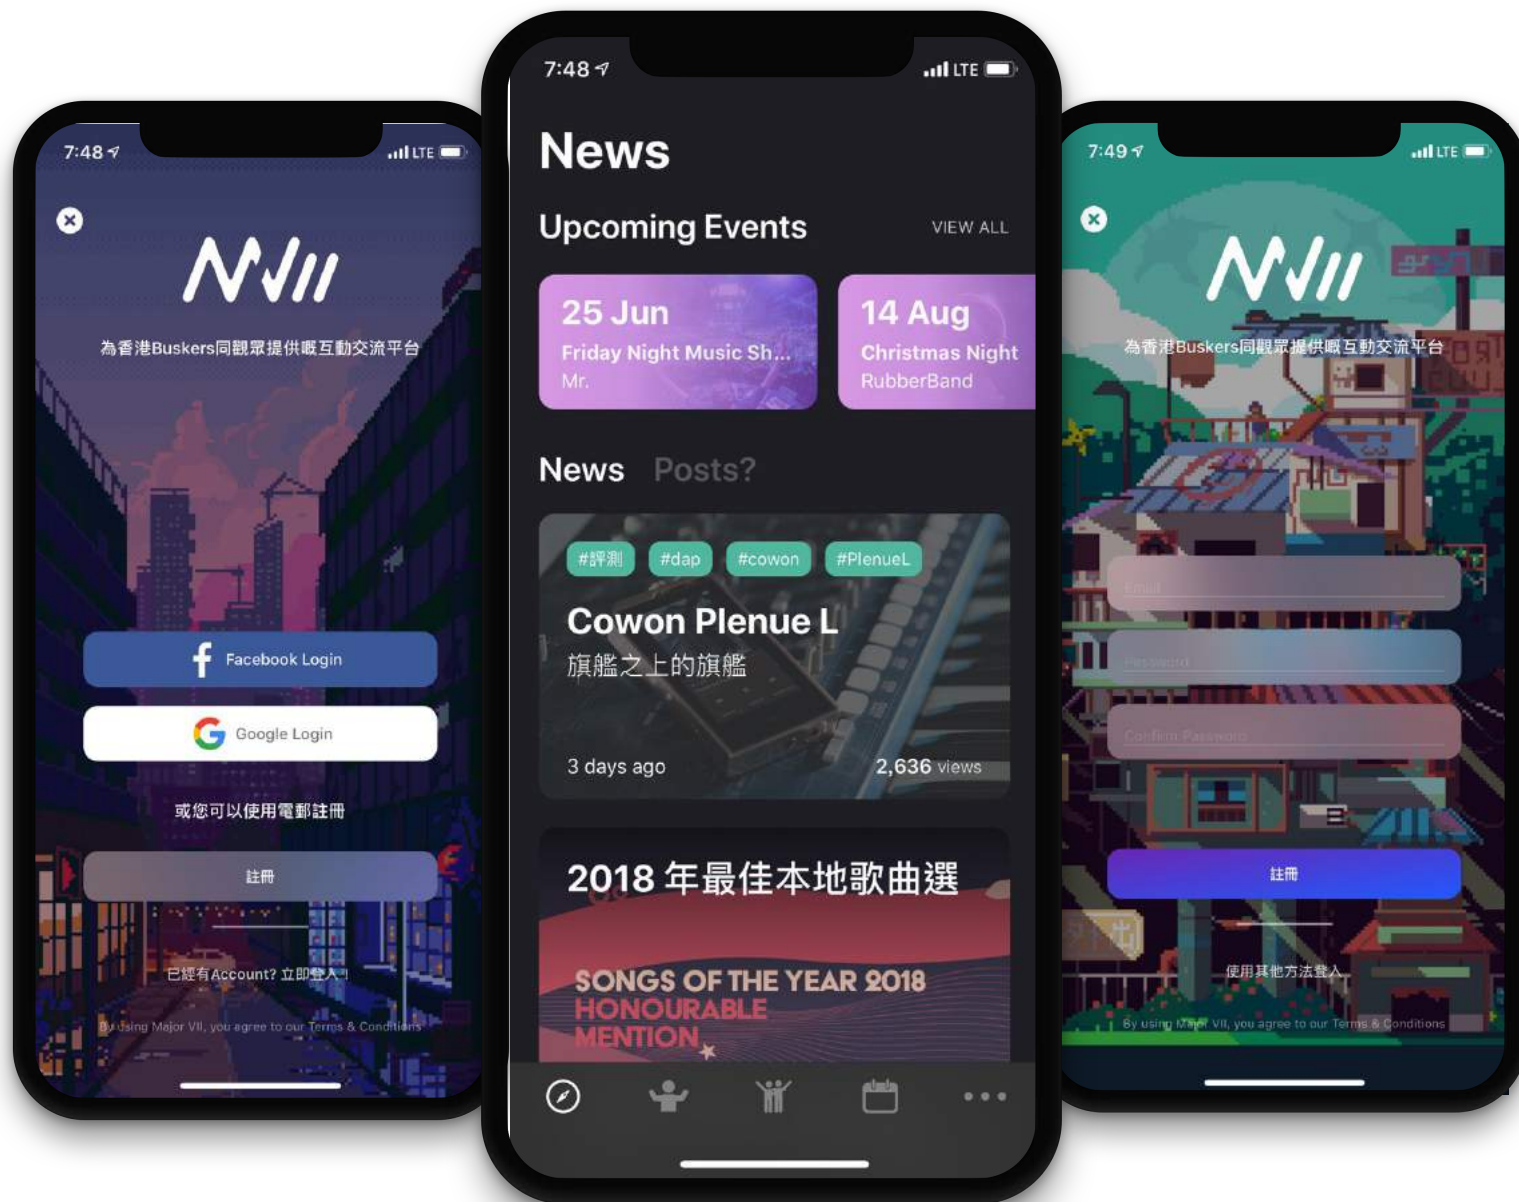 7:48
LTE
為香港Buskers同觀眾提供嘅互動交流平台
Facebook Login
Google Login
或您可以使用電郵註冊
註冊
已經有Account? 立即登入！
By using Major VII, you agree to our Terms & Conditions
7:48
LTE
News
Upcoming Events
VIEW ALL
25 Jun
Friday Night Music Sh...
Mr.
14 Aug
Christmas Night
RubberBand
News
Posts?
#評測 #dap #cowon #PlenueL
Cowon Plenue L
旗艦之上的旗艦
3 days ago
2,636 views
2018 年最佳本地歌曲選
SONGS OF THE YEAR 2018
HONOURABLE
MENTION
7:49
LTE
為香港Buskers同觀眾提供嘅互動交流平台
Email
Password
Confirm Password
註冊
使用其他方法登入
By using Major VII, you agree to our Terms & Conditions